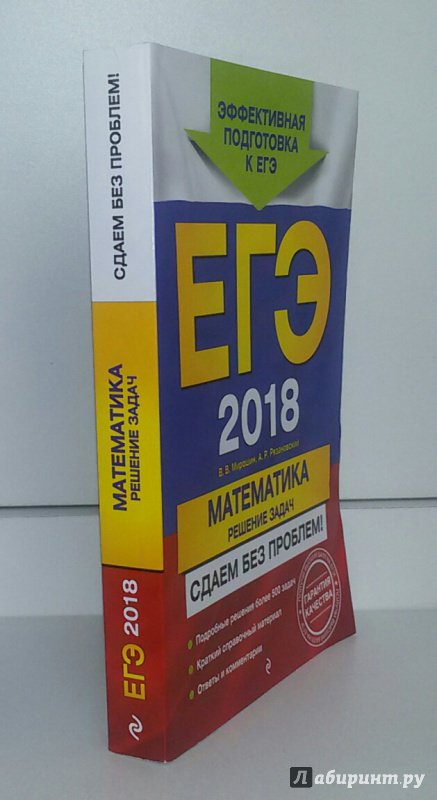 СДАЕМ БЕЗ ПРОБЛЕМ!
МАТЕМАТИКА
РЕШЕНИЕ ЗАДАЧ
ЕГЭ 2018
ЭФФЕКТИВНАЯ
ПОДГОТОВКА
К ЕГЭ
ЕГЭ
2018
В. В. Мирошин, А. Р. Рязановский
МАТЕМАТИКА
РЕШЕНИЕ ЗАДАЧ
СДАЕМ БЕЗ ПРОБЛЕМ!
Подробные решения более 500 задач
Краткий справочный материал
Ответы и комментарии
ГАРАНТИЯ
КАЧЕСТВА
Лабиринт.ру